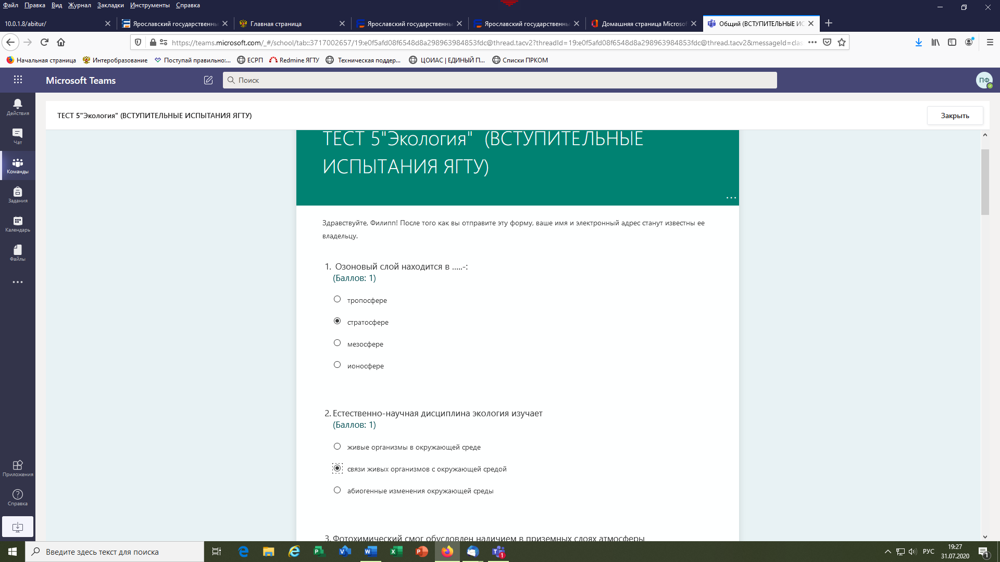 Файл Правка Вид Журнал Закладки Инструменты Справка
10.0.1.8/abitur/
Ярославский государственны
Главная страница
Ярославский государственны
Ярославский государственны
Домашняя страница Microsof
Общий (ВСТУПИТЕЛЬНЫЕ ИС
https://teams.microsoft.com/_#/school/tab::3717002657/19:e0f5afd08f6548d8a298963984853fdc@thread.tacv2?threadId=19:e0f5afd08f6548d8a298963984853fdc@thread.tacv2&messageId=clas
Начальная страница
Интеробразование
Поступай правильно:...
ЕСРП
Redmine ЯГТУ
Техническая поддер...
ЦОИАС | ЕДИНЫЙ П...
Списки ПРКОМ
Microsoft Teams
Поиск
ПФ
Действия
Чат
Команды
Задания
Календарь
Файлы
Приложения
Справка
ТЕСТ 5"Экология" (ВСТУПИТЕЛЬНЫЕ ИСПЫТАНИЯ ЯГТУ)
Закрыть
ТЕСТ 5"Экология" (ВСТУПИТЕЛЬНЫЕ
ИСПЫТАНИЯ ЯГТУ)
Здравствуйте, Филипп! После того как вы отправите эту форму, ваше имя и электронный адрес станут известны ее
владельцу.
1. Озоновый слой находится в .....-:
(Баллов: 1)
тропосфере
стратосфере
мезосфере
ионосфере
2. Естественно-научная дисциплина экология изучает
(Баллов: 1)
живые организмы в окружающей среде
связи живых организмов с окружающей средой
абиогенные изменения окружающей среды
3. Фотохимический смог обусловлен наличием в приземных слоях атмосферы
Введите здесь текст для поиска
РУС
19:27
31.07.2020
1
1